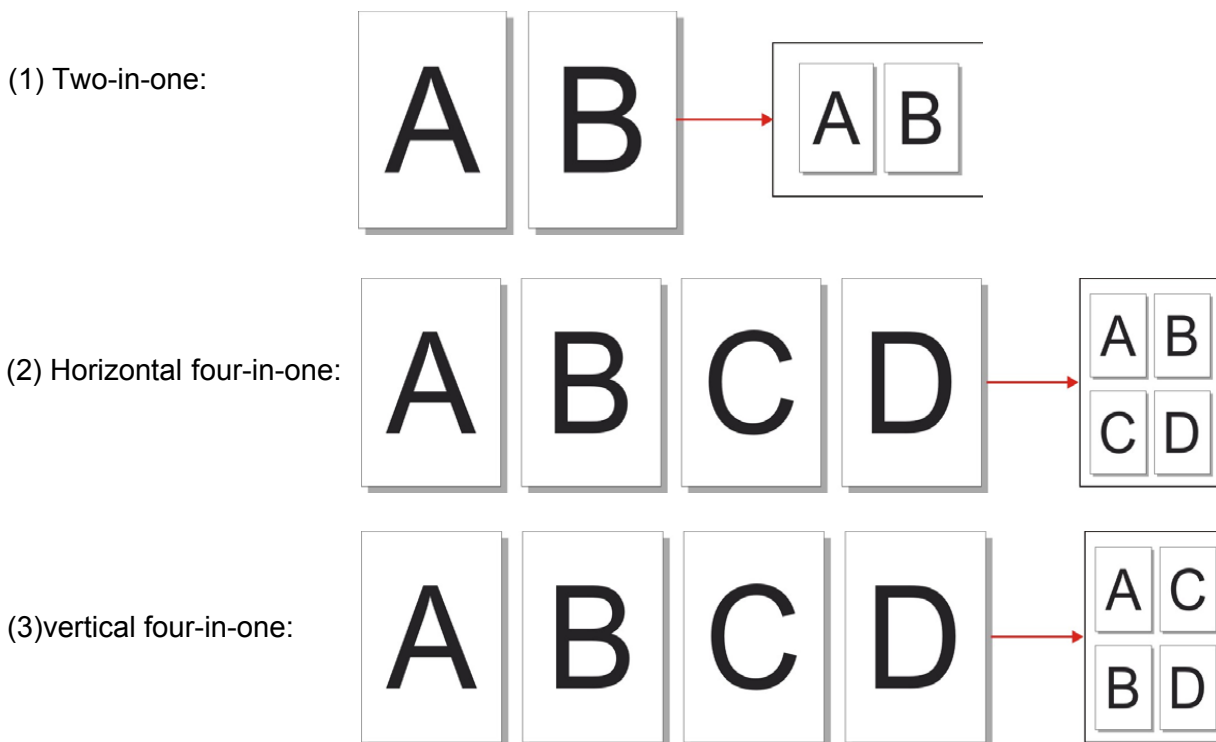 (1) Two-in-one:
A B A B
(2) Horizontal four-in-one:
A B C D
A B
C D
(3)vertical four-in-one:
A B C D
A C
B D